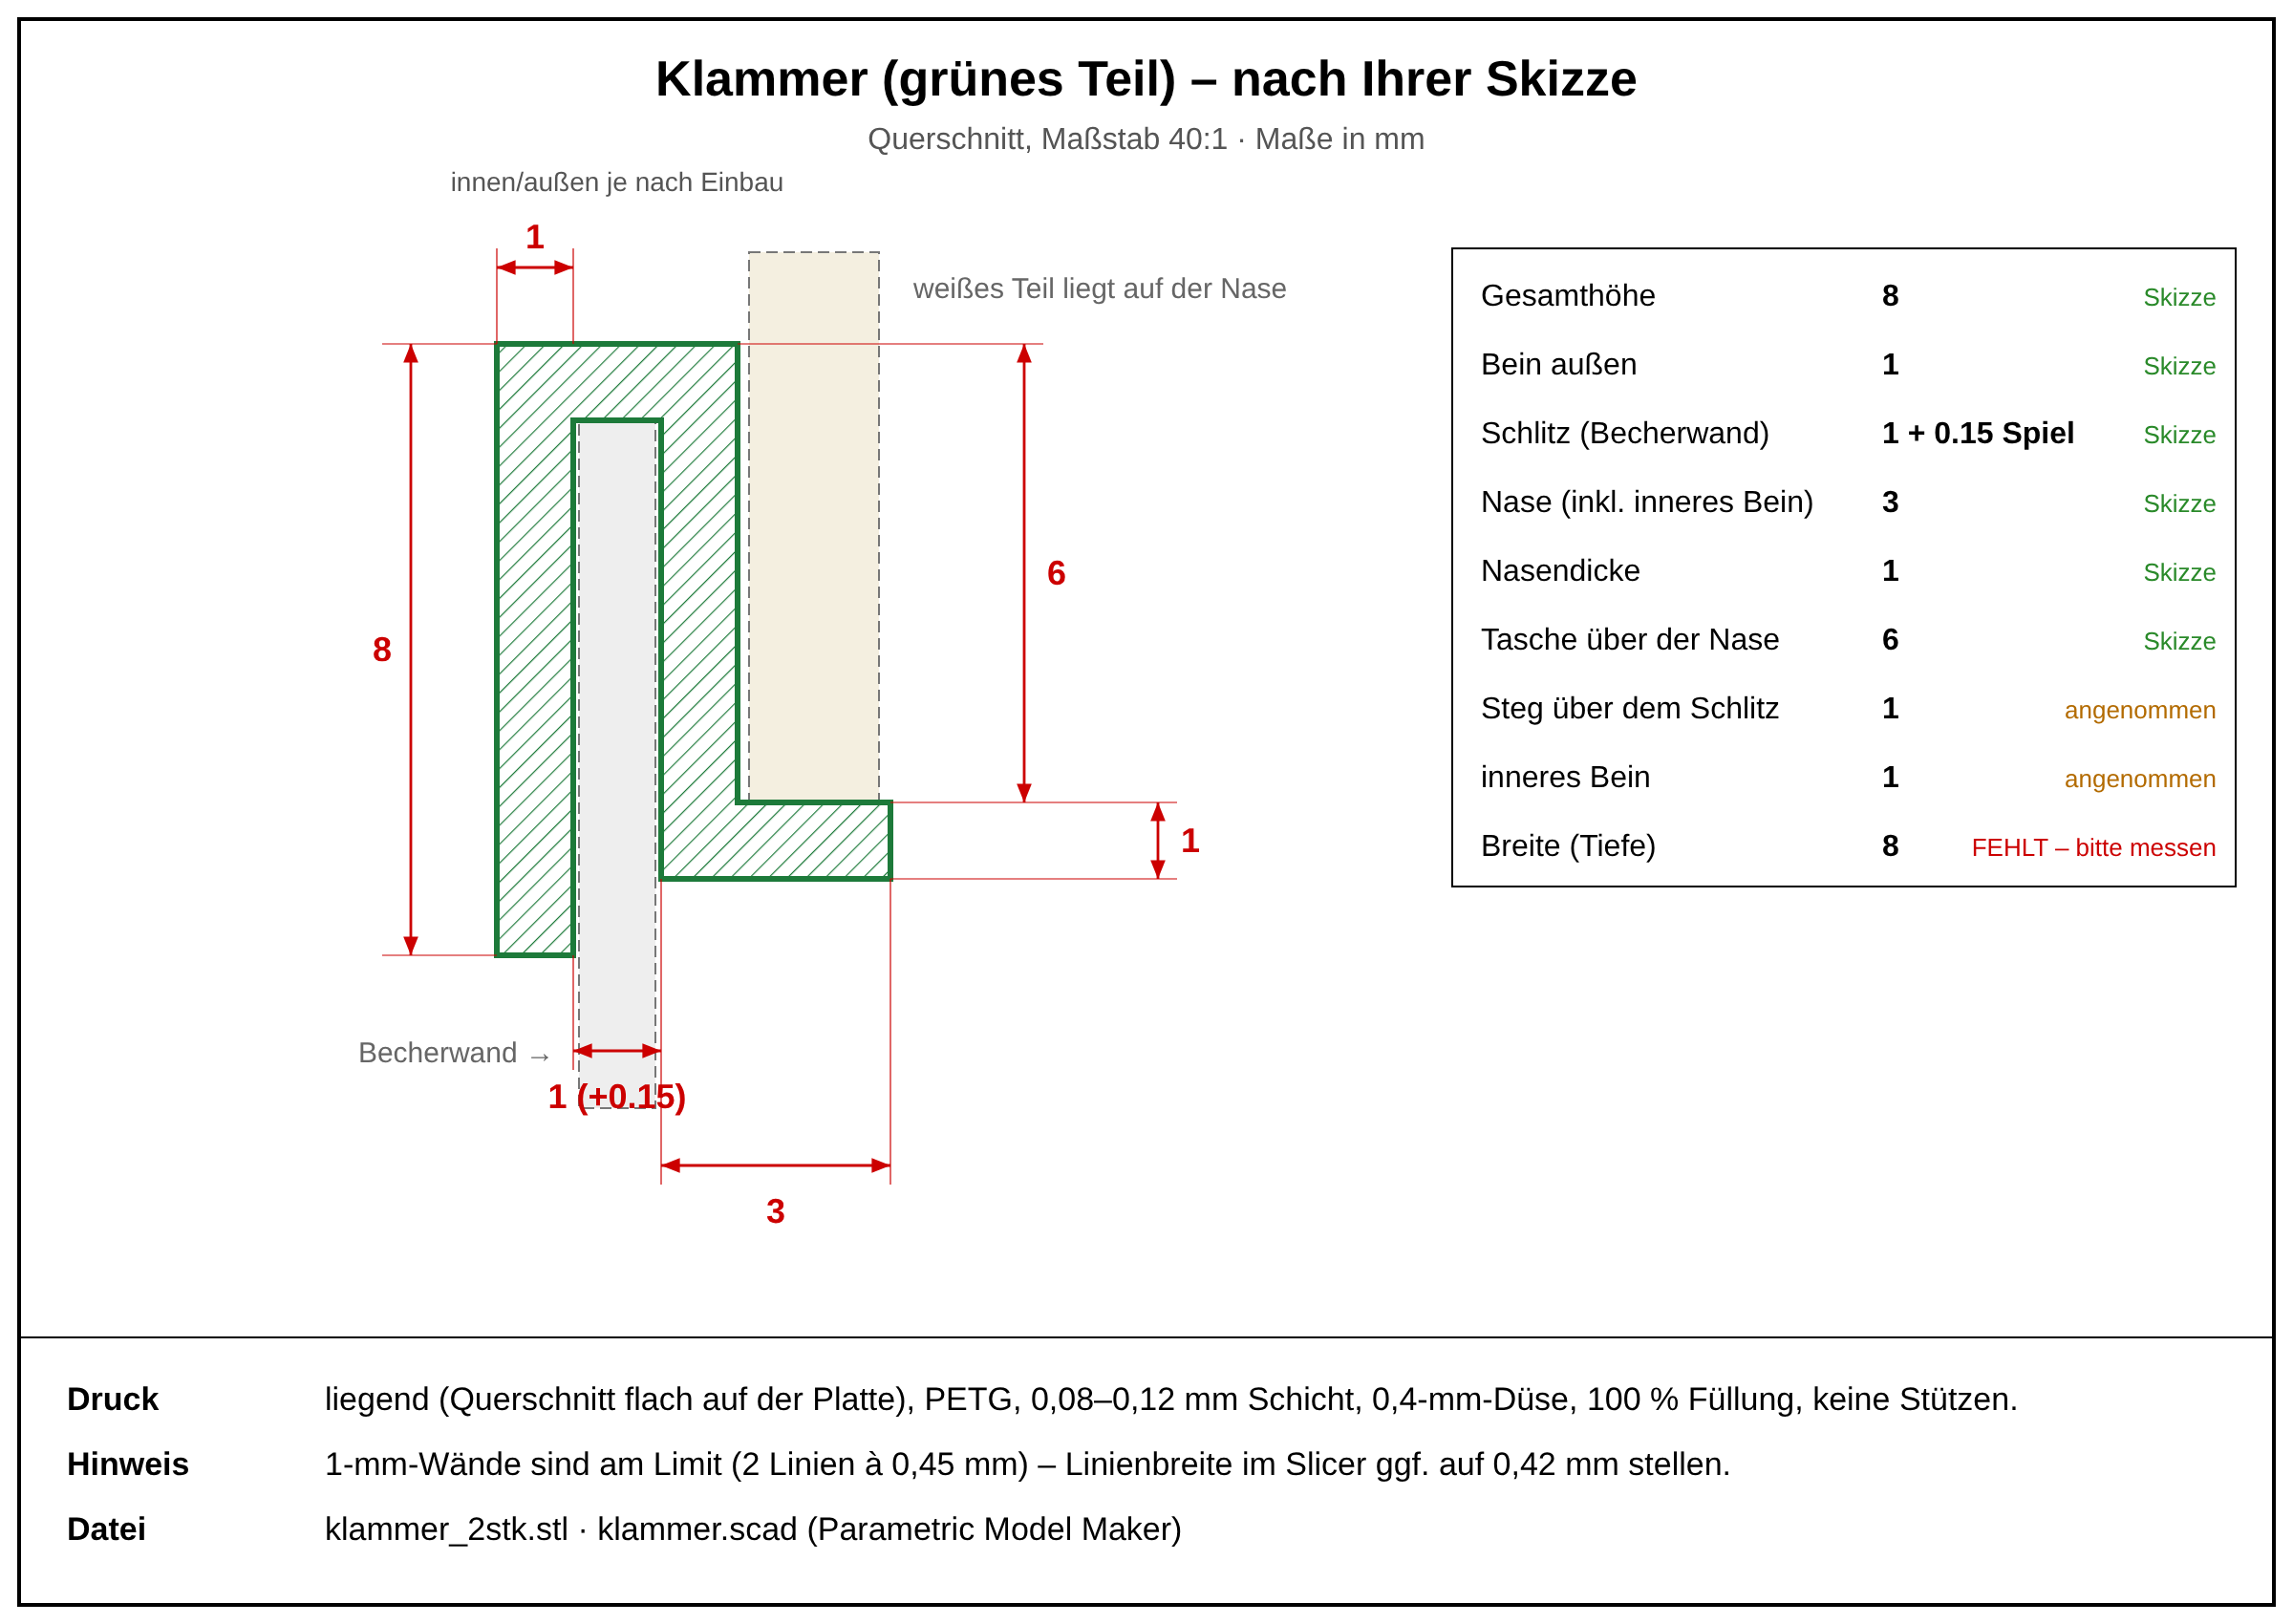 Klammer (grünes Teil) – nach Ihrer Skizze
Querschnitt, Maßstab 40:1 · Maße in mm
innen/außen je nach Einbau
1
weißes Teil liegt auf der Nase
8
6
1
Becherwand →
1 (+0.15)
3
Gesamthöhe 8 Skizze
Bein außen 1 Skizze
Schlitz (Becherwand) 1 + 0.15 Spiel Skizze
Nase (inkl. inneres Bein) 3 Skizze
Nasendicke 1 Skizze
Tasche über der Nase 6 Skizze
Steg über dem Schlitz 1 angenommen
inneres Bein 1 angenommen
Breite (Tiefe) 8 FEHLT – bitte messen
Druck liegend (Querschnitt flach auf der Platte), PETG, 0,08–0,12 mm Schicht, 0,4-mm-Düse, 100 % Füllung, keine Stützen.
Hinweis 1-mm-Wände sind am Limit (2 Linien à 0,45 mm) – Linienbreite im Slicer ggf. auf 0,42 mm stellen.
Datei klammer_2stk.stl · klammer.scad (Parametric Model Maker)